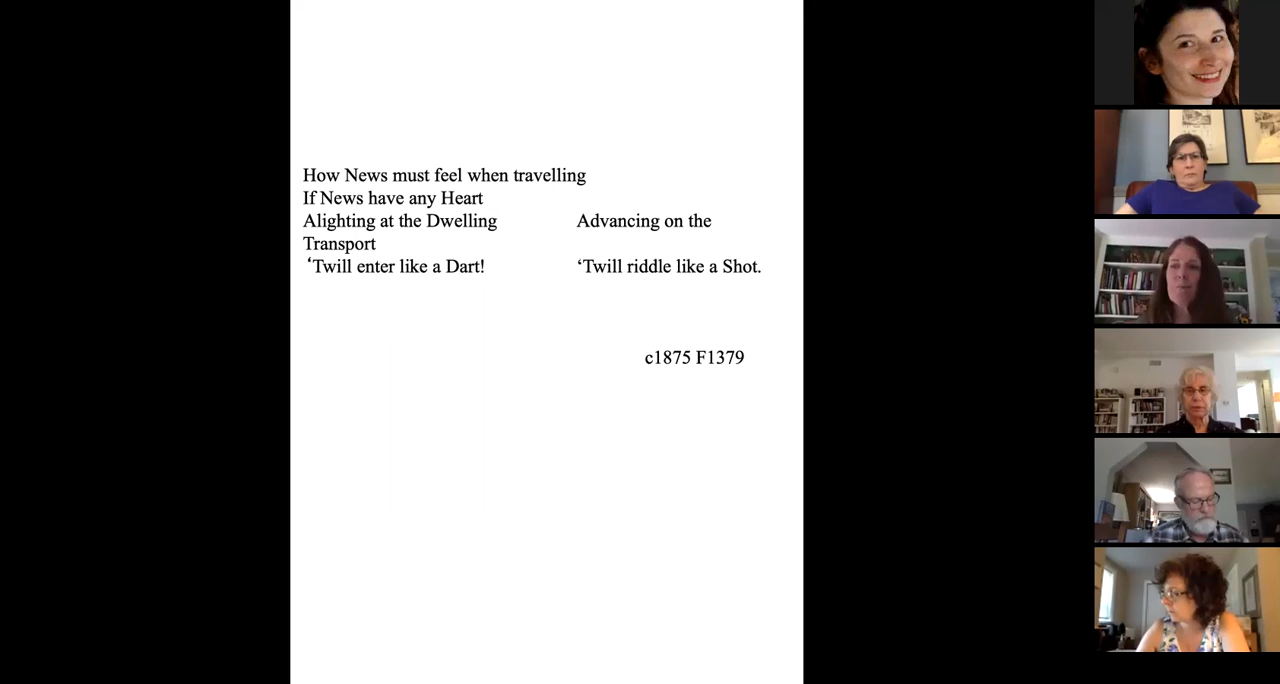 How News must feel when travelling
If News have any Heart
Alighting at the Dwelling Advancing on the
Transport
‘Twill enter like a Dart! ‘Twill riddle like a Shot.
c1875 F1379